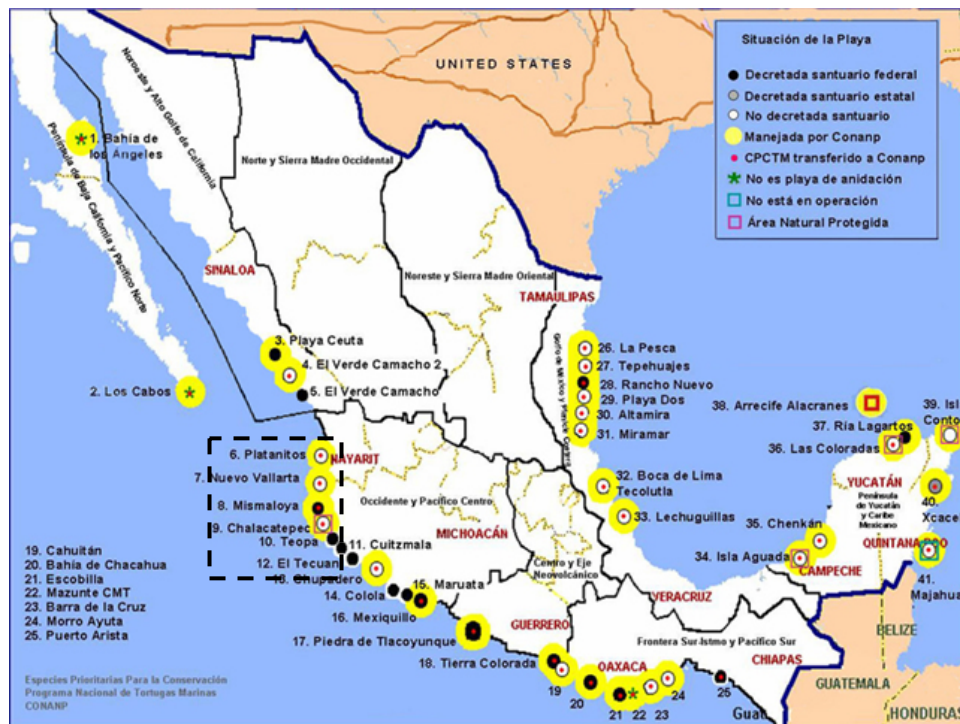 UNITED STATES
Situación de la Playa
Decretada santuario federal
Decretada santuario estatal
No decretada santuario
Manejada por Conanp
CPCTM transferido a Conanp
No es playa de anidación
No está en operación
Área Natural Protegida
Noroeste y Alto Golfo de California
Península de Baja California y Pacífico Norte
Norte y Sierra Madre Occidental
Noreste y Sierra Madre Oriental
Golfo de México y
Occidente y Pacífico Centro
Centro y Eje
Neovolcánico
Frontera Sur-Istmo y Pacífico Sur
Península
de Yucatán
y Caribe
Mexicano
SINALOA
TAMAULIPAS
NAYARIT
MICHOACÁN
GUERRERO
OAXACA
VERACRUZ
CHIAPAS
CAMPECHE
YUCATÁN
QUINTANA ROO
BELIZE
GUATEMALA
HONDURAS
Guat
1. Bahía de
los Ángeles
2. Los Cabos
3. Playa Ceuta
4. El Verde Camacho 2
5. El Verde Camacho
6. Platanitos
7. Nuevo Vallarta
8. Mismaloya
9. Chalacatepec
10. Teopa
11. Cuitzmala
12. El Tecuan
13. Chupadero
14. Colola
15. Maruata
16. Mexiquillo
17. Piedra de Tlacoyunque
18. Tierra Colorada
19
20
21
22
23
24
25
26. La Pesca
27. Tepehuajes
28. Rancho Nuevo
29. Playa Dos
30. Altamira
31. Miramar
32. Boca de Lima
Tecolutla
33. Lechuguillas
34. Isla Aguada
35. Chenkán
36. Las Coloradas
37. Ría Lagartos
38. Arrecife Alacranes
39. Isl
Conto
40.
Xcacel
41.
Majahua
19. Cahuitán
20. Bahía de Chacahua
21. Escobilla
22. Mazunte CMT
23. Barra de la Cruz
24. Morro Ayuta
25. Puerto Arista
Especies Prioritarias Para la Conservación
Programa Nacional de Tortugas Marinas
CONANP